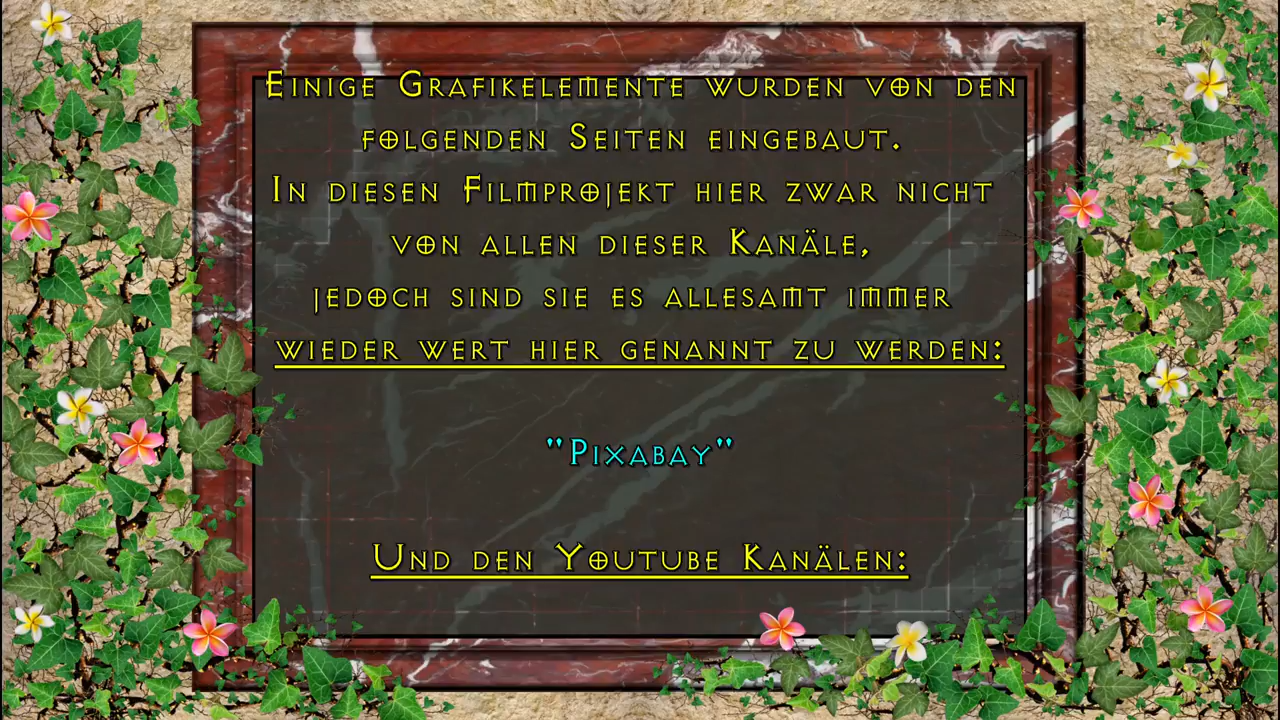 Einige Grafikelemente wurden von den
folgenden Seiten eingebaut.
In diesen Filmprojekt hier zwar nicht
von allen dieser Kanäle,
jedoch sind sie es allesamt immer
wieder wert hier genannt zu werden:
"Pixabay"
Und den Youtube Kanälen: